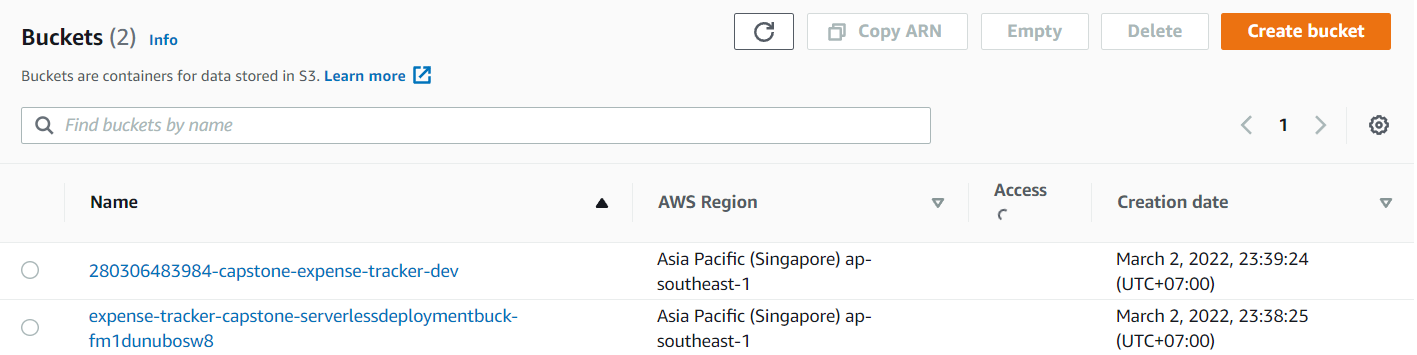 Buckets (2) Info
Copy ARN
Empty
Delete
Create bucket
Buckets are containers for data stored in S3. Learn more
Find buckets by name
1
Name
AWS Region
Access
Creation date
280306483984-capstone-expense-tracker-dev
Asia Pacific (Singapore) ap-
southeast-1
March 2, 2022, 23:39:24
(UTC+07:00)
expense-tracker-capstone-serverlessdeploymentbuck-
fm1dunubosw8
Asia Pacific (Singapore) ap-
southeast-1
March 2, 2022, 23:38:25
(UTC+07:00)